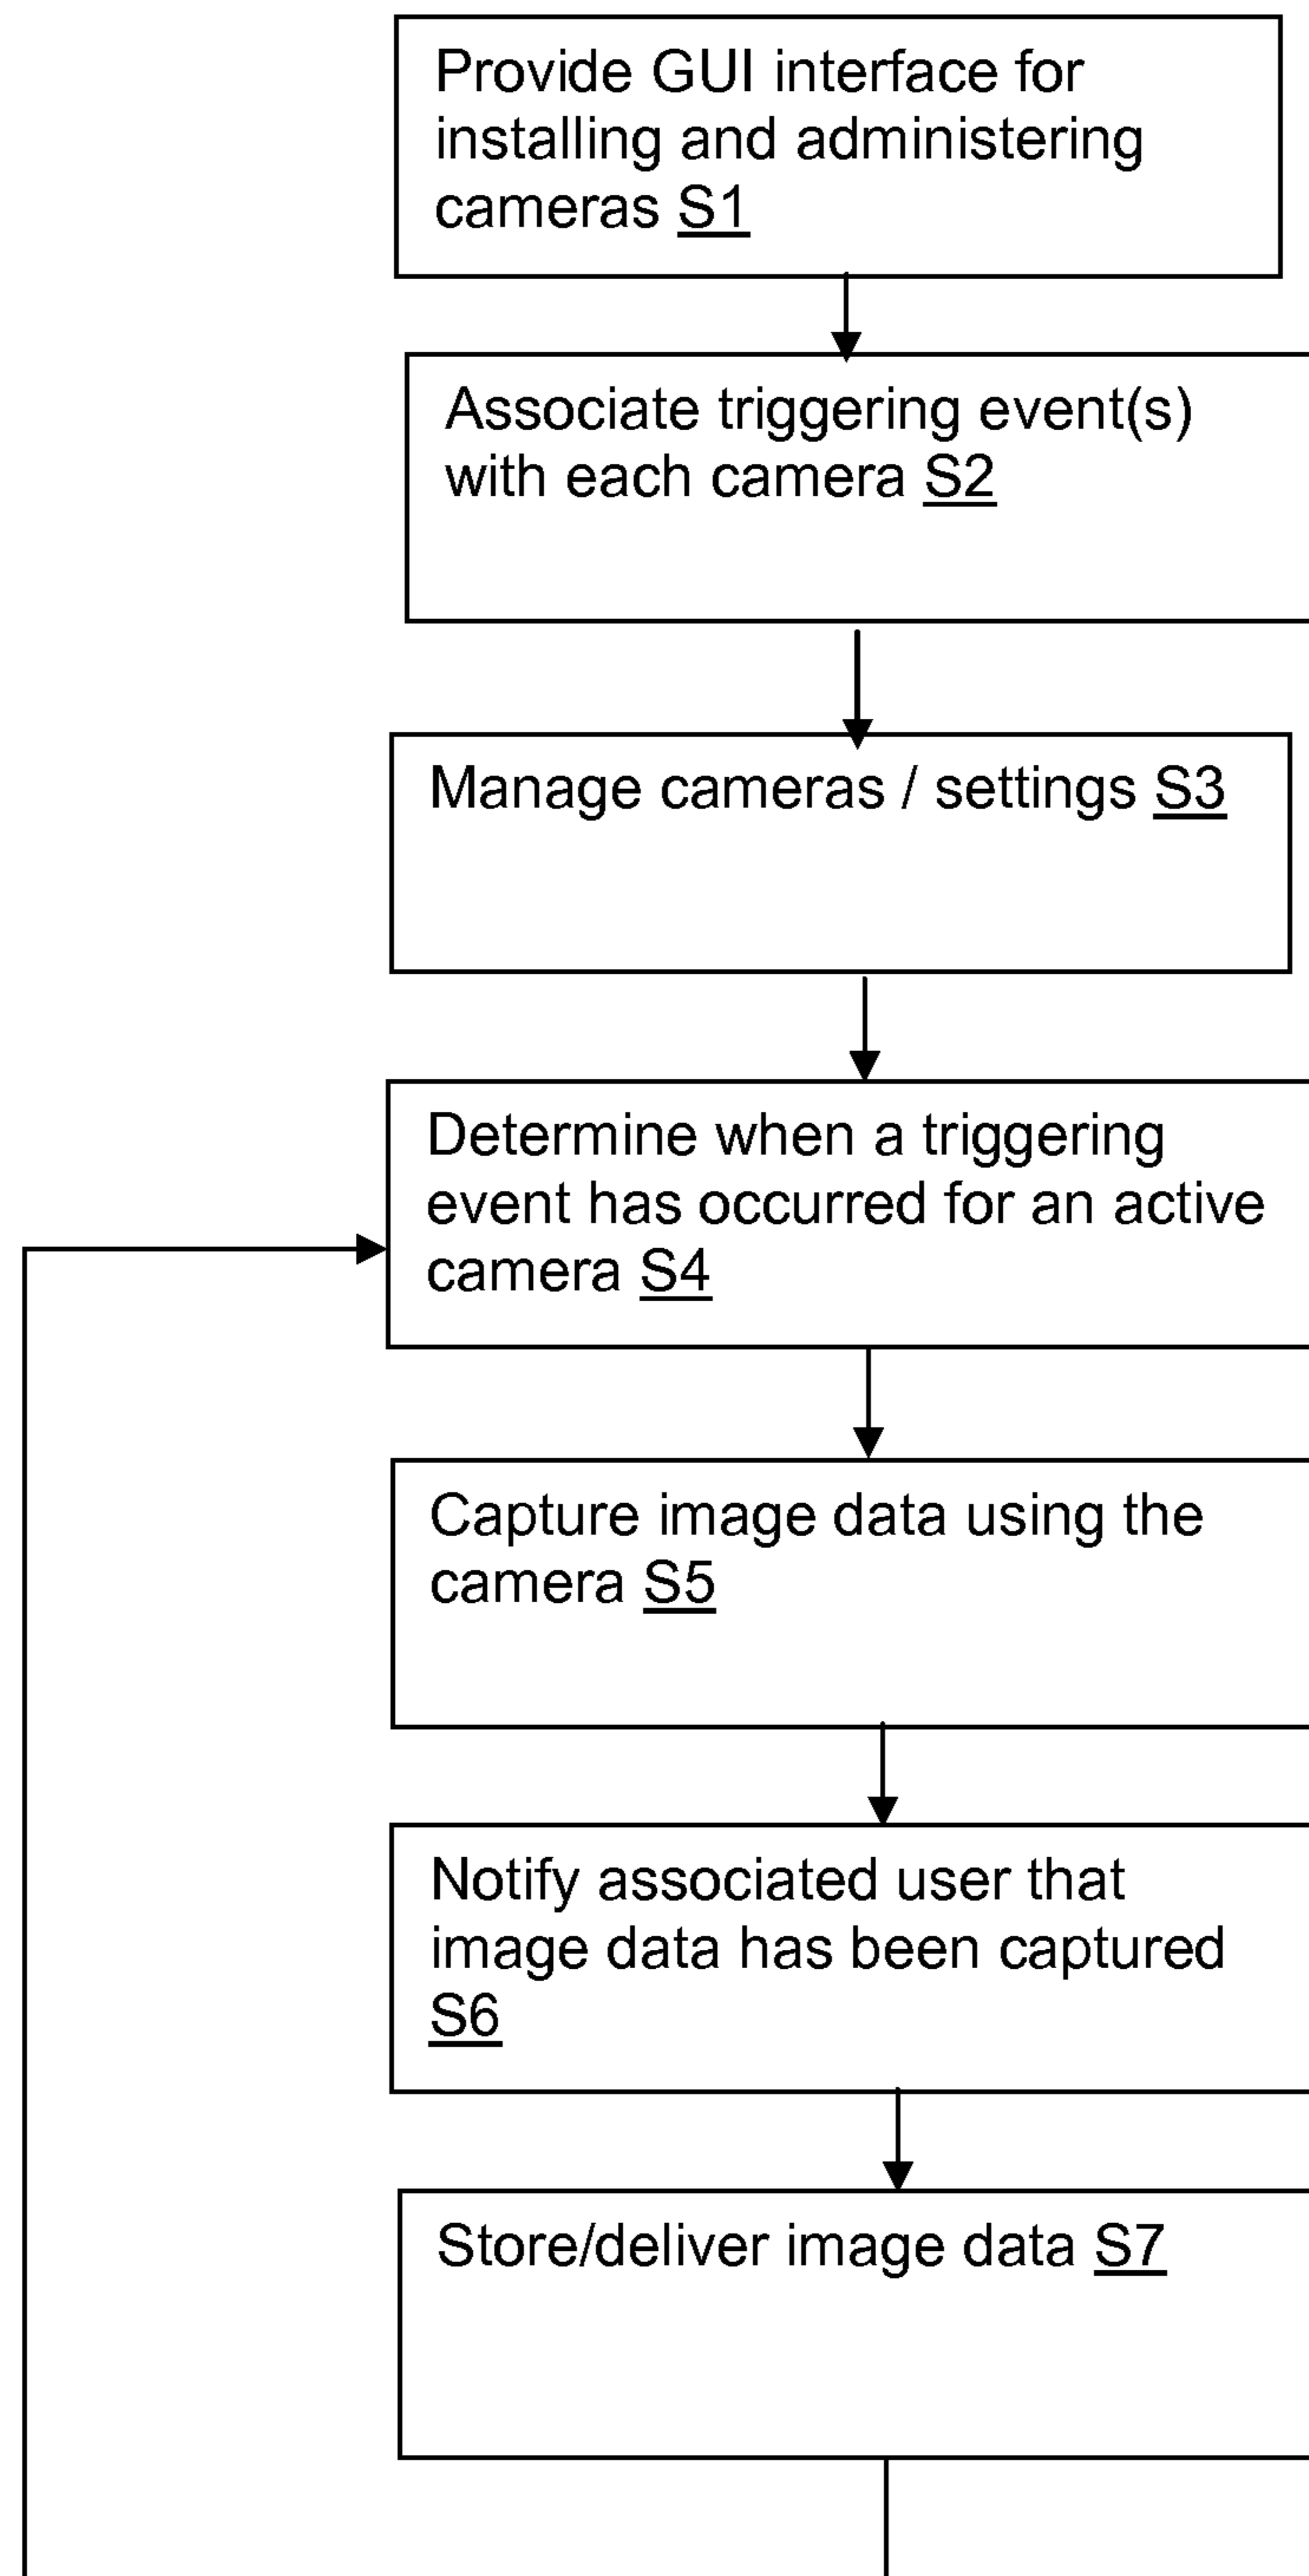 Provide GUI interface for
installing and administering
cameras S1
Associate triggering event(s)
with each camera S2
Manage cameras / settings S3
Determine when a triggering
event has occurred for an active
camera S4
Capture image data using the
camera S5
Notify associated user that
image data has been captured
S6
Store/deliver image data S7